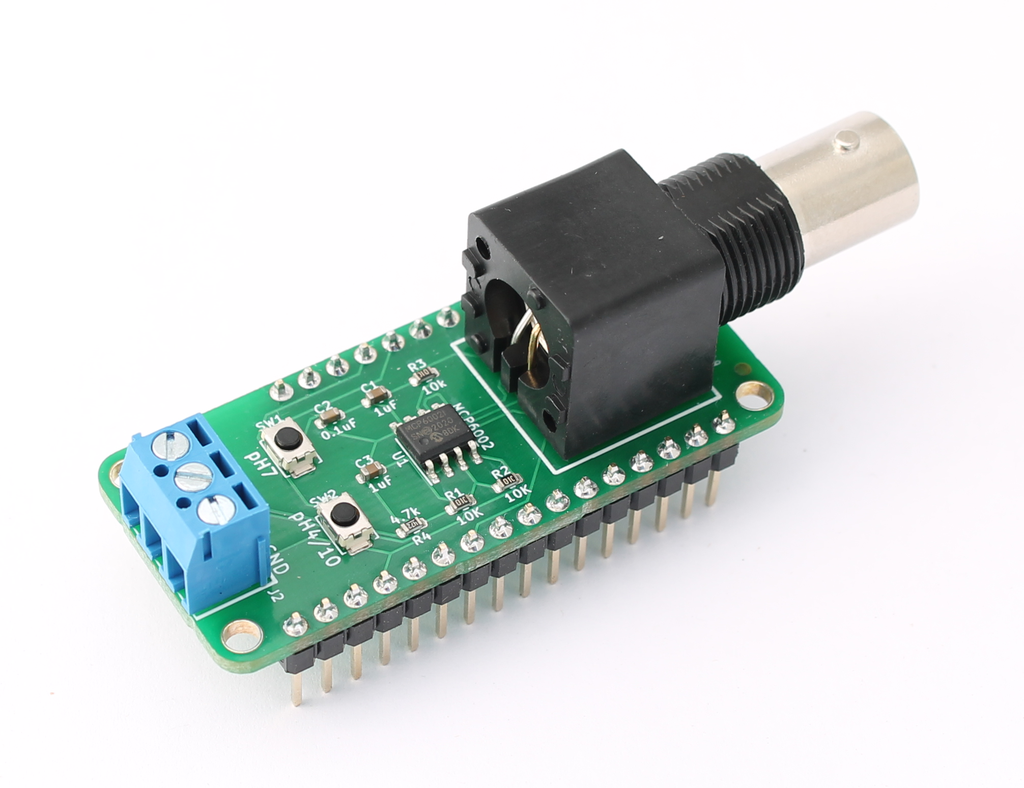 R3
10K
C1
1uF
C2
0.1uF
SW1
pH7
MCP6002
U1
C3
1uF
R2
10K
R1
10K
SW2
pH4/10
4.7k
R4
GND
J2